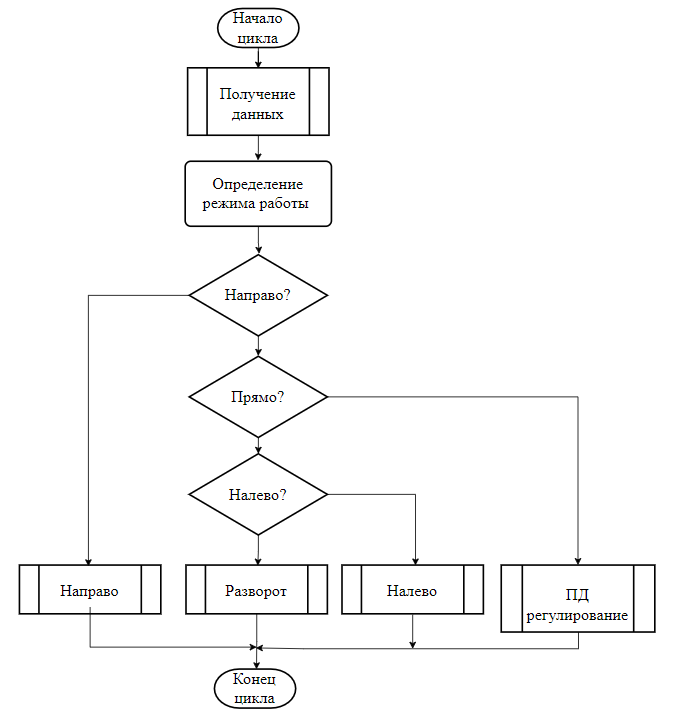 Начало
цикла
Получение
данных
Определение
режима работы
Направо?
Прямо?
Налево?
Направо
Разворот
Налево
ПД
регулирование
Конец
цикла